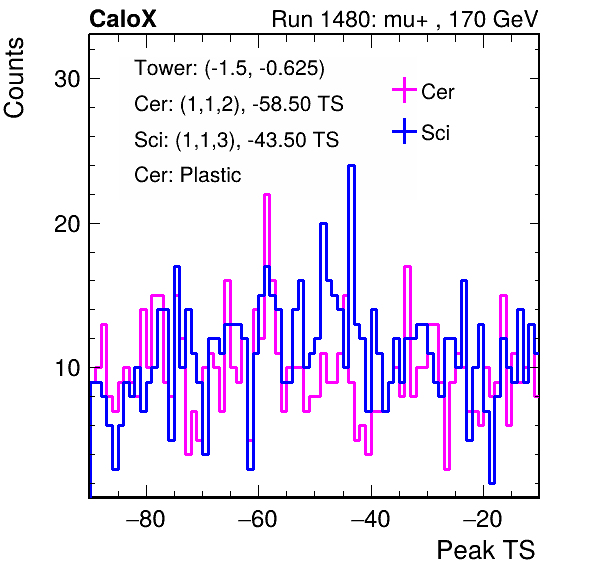 CaloX Run 1480: mu+ , 170 GeV
Counts
Tower: (-1.5, -0.625)
Cer: (1,1,2), -58.50 TS
Sci: (1,1,3), -43.50 TS
Cer: Plastic
Cer
Sci
30
20
10
−80 −60 −40 −20
Peak TS